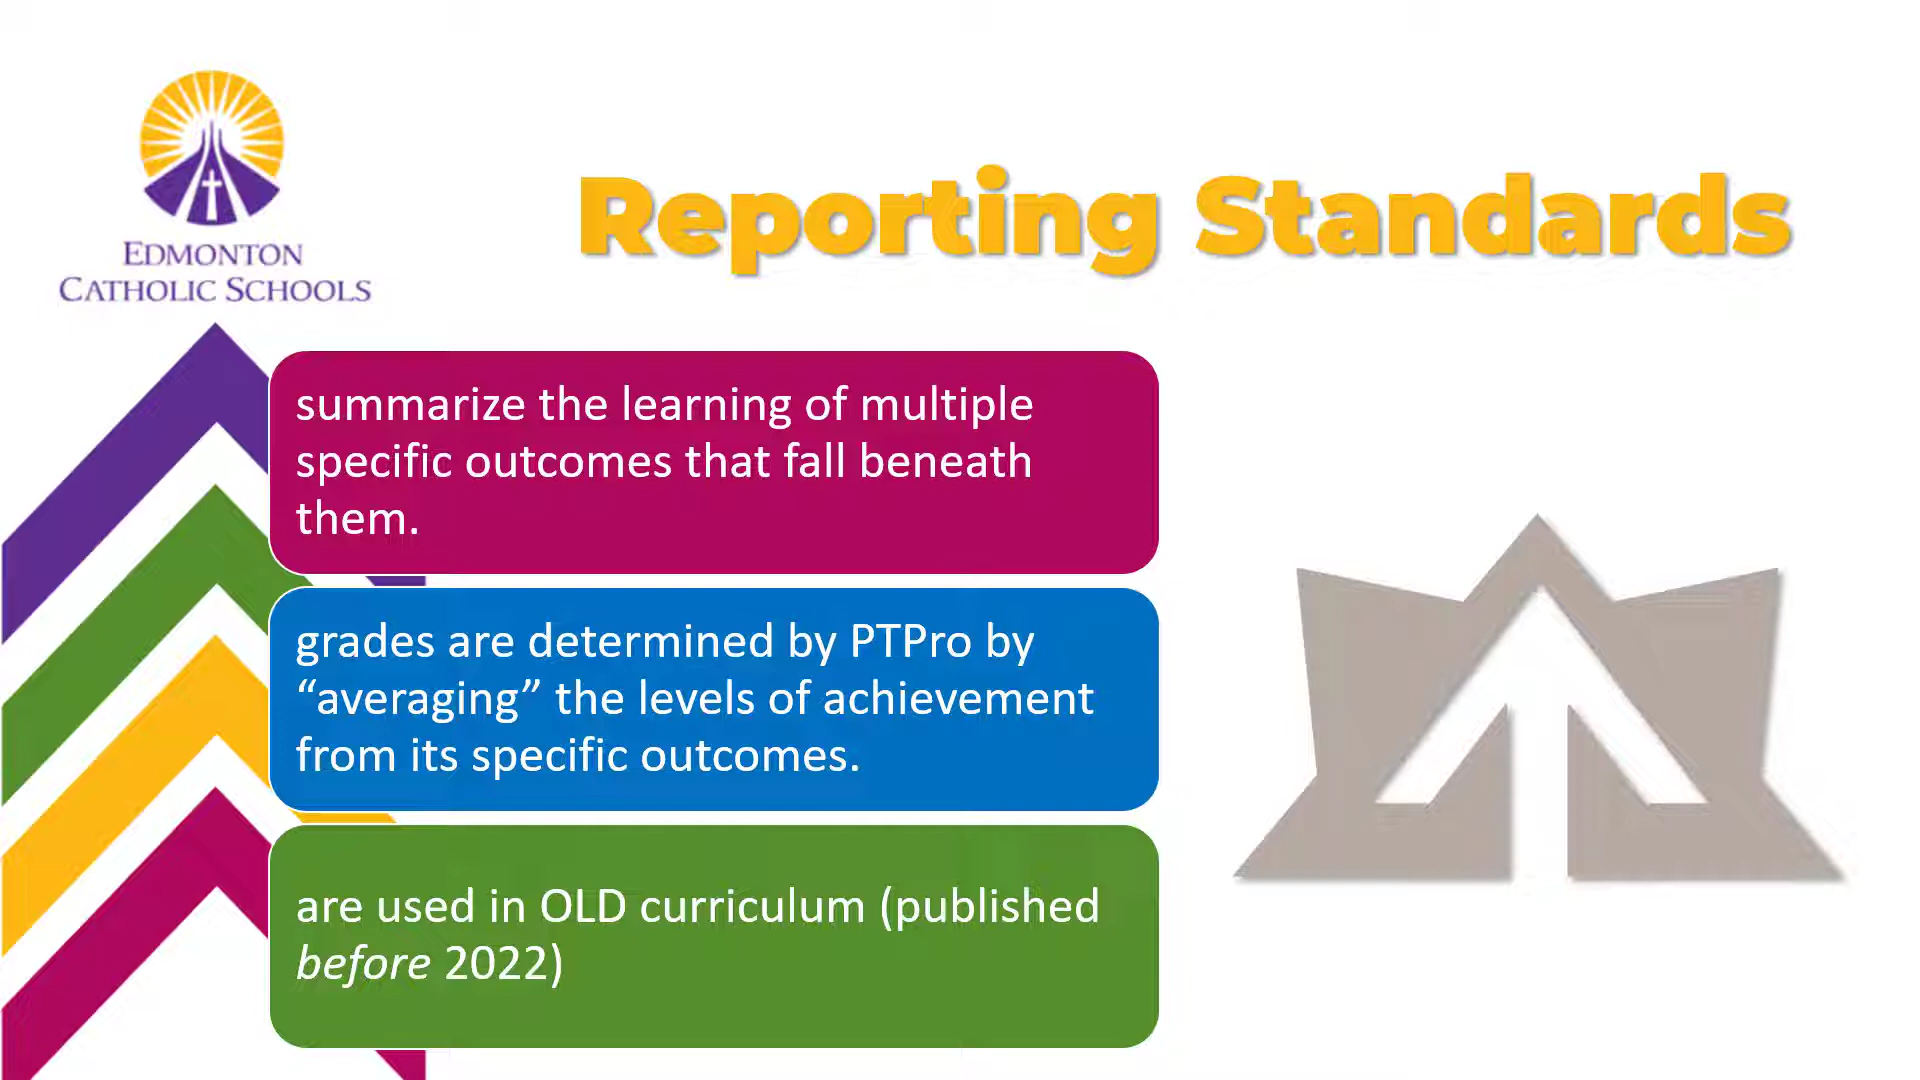 EDMONTON
CATHOLIC SCHOOLS
Reporting Standards
summarize the learning of multiple
specific outcomes that fall beneath
them.
grades are determined by PTPro by
“averaging” the levels of achievement
from its specific outcomes.
are used in OLD curriculum (published
before 2022)